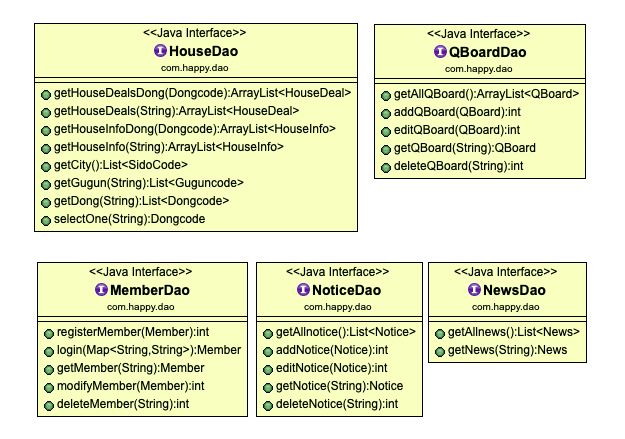 <<Java Interface>>
HouseDao
com.happy.dao
getHouseDealsDong(Dongcode):ArrayList<HouseDeal>
getHouseDeals(String):ArrayList<HouseDeal>
getHouseInfoDong(Dongcode):ArrayList<HouseInfo>
getHouseInfo(String):ArrayList<HouseInfo>
getCity():List<SidoCode>
getGugun(String):List<Guguncode>
getDong(String):List<Dongcode>
selectOne(String):Dongcode
<<Java Interface>>
QBoardDao
com.happy.dao
getAllQBoard():ArrayList<QBoard>
addQBoard(QBoard):int
editQBoard(QBoard):int
getQBoard(String):QBoard
deleteQBoard(String):int
<<Java Interface>>
MemberDao
com.happy.dao
registerMember(Member):int
login(Map<String,String>):Member
getMember(String):Member
modifyMember(Member):int
deleteMember(String):int
<<Java Interface>>
NoticeDao
com.happy.dao
getAllnotice():List<Notice>
addNotice(Notice):int
editNotice(Notice):int
getNotice(String):Notice
deleteNotice(String):int
<<Java Interface>>
NewsDao
com.happy.dao
getAllnews():List<News>
getNews(String):News